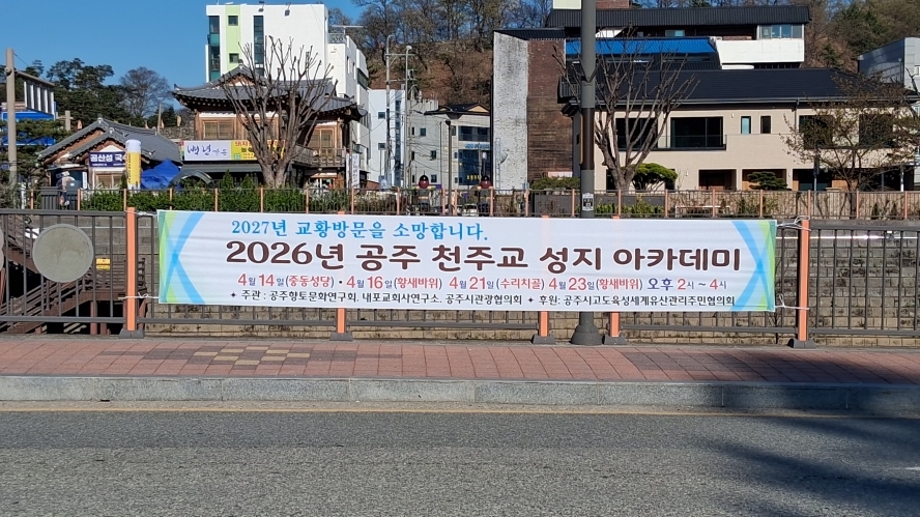 2027년 교황방문을 소망합니다.
2026년 공주 천주교 성지 아카데미
4월 14일(중동성당)・4월 16일(황새바위) 4월 21일(수리치골) 4월 23일(황새바위) 오후 2시 ~ 4시
✦ 주관 : 공주향토문화연구회. 내포교회사연구소. 공주시관광협의회 ✦ 후원 : 공주시고도육성세계유산관리주민협의회
공산성 국